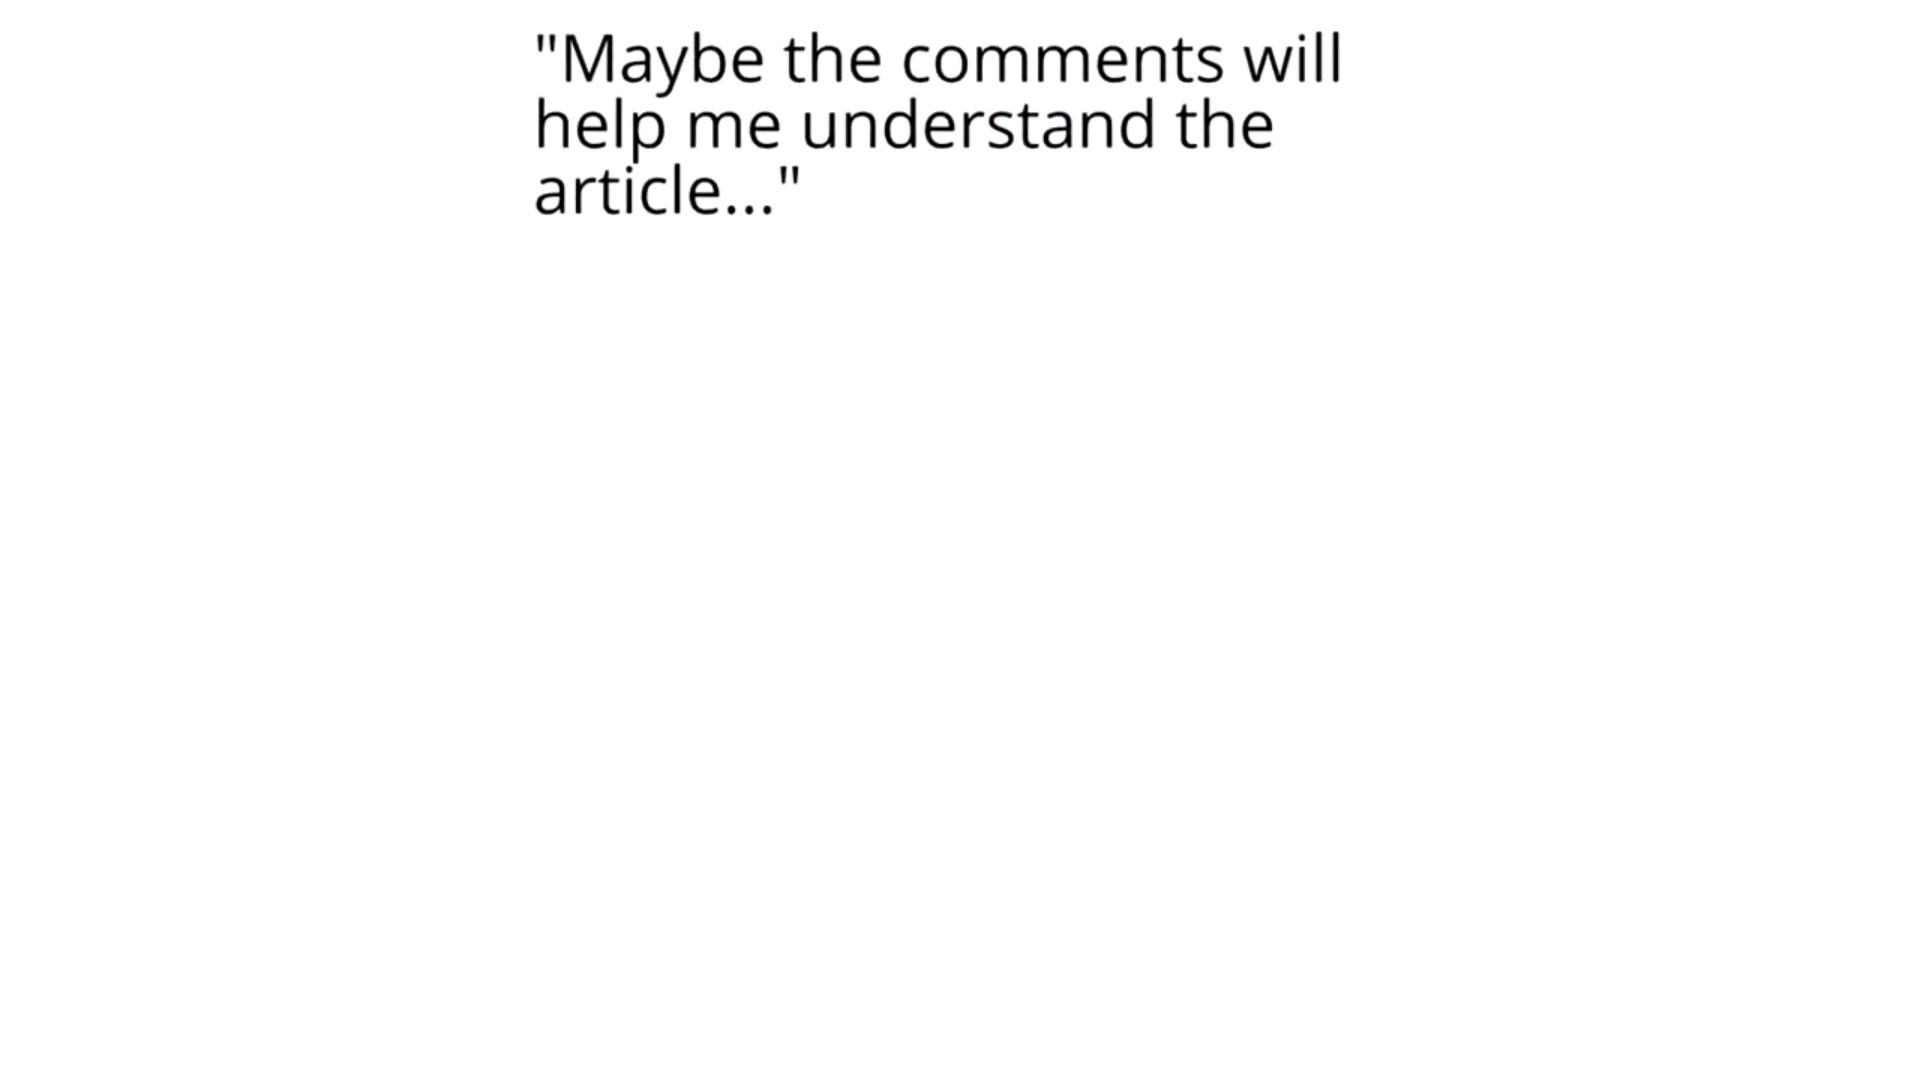 "Maybe the comments will
help me understand the
article..."